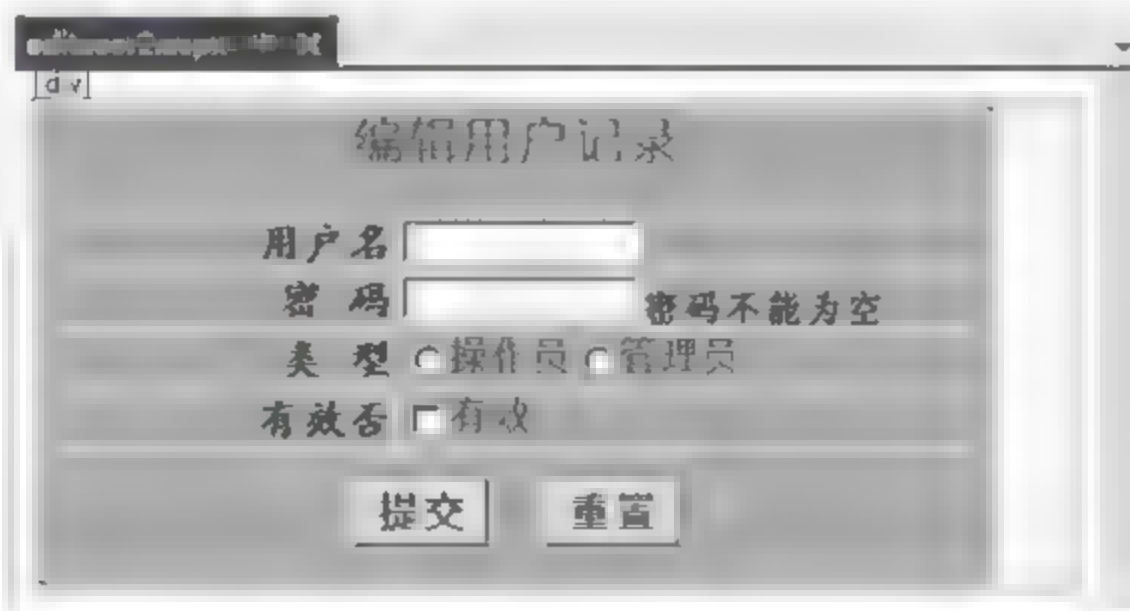 div
编辑用户记录
用户名
密 码 密码不能为空
类 型 操作员 管理员
有效否 有效
提交 重置